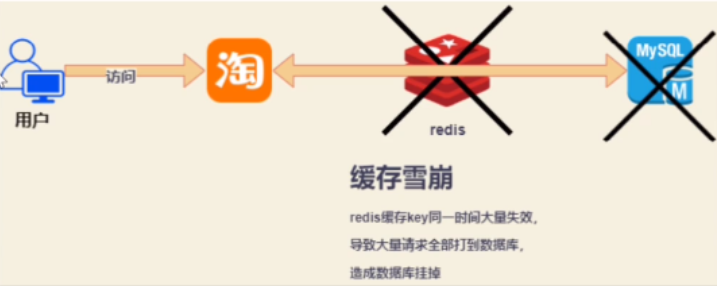 访问
淘
MySQL
M
用户
redis
缓存雪崩
redis缓存key同一时间大量失效,
导致大量请求全部打到数据库,
造成数据库挂掉